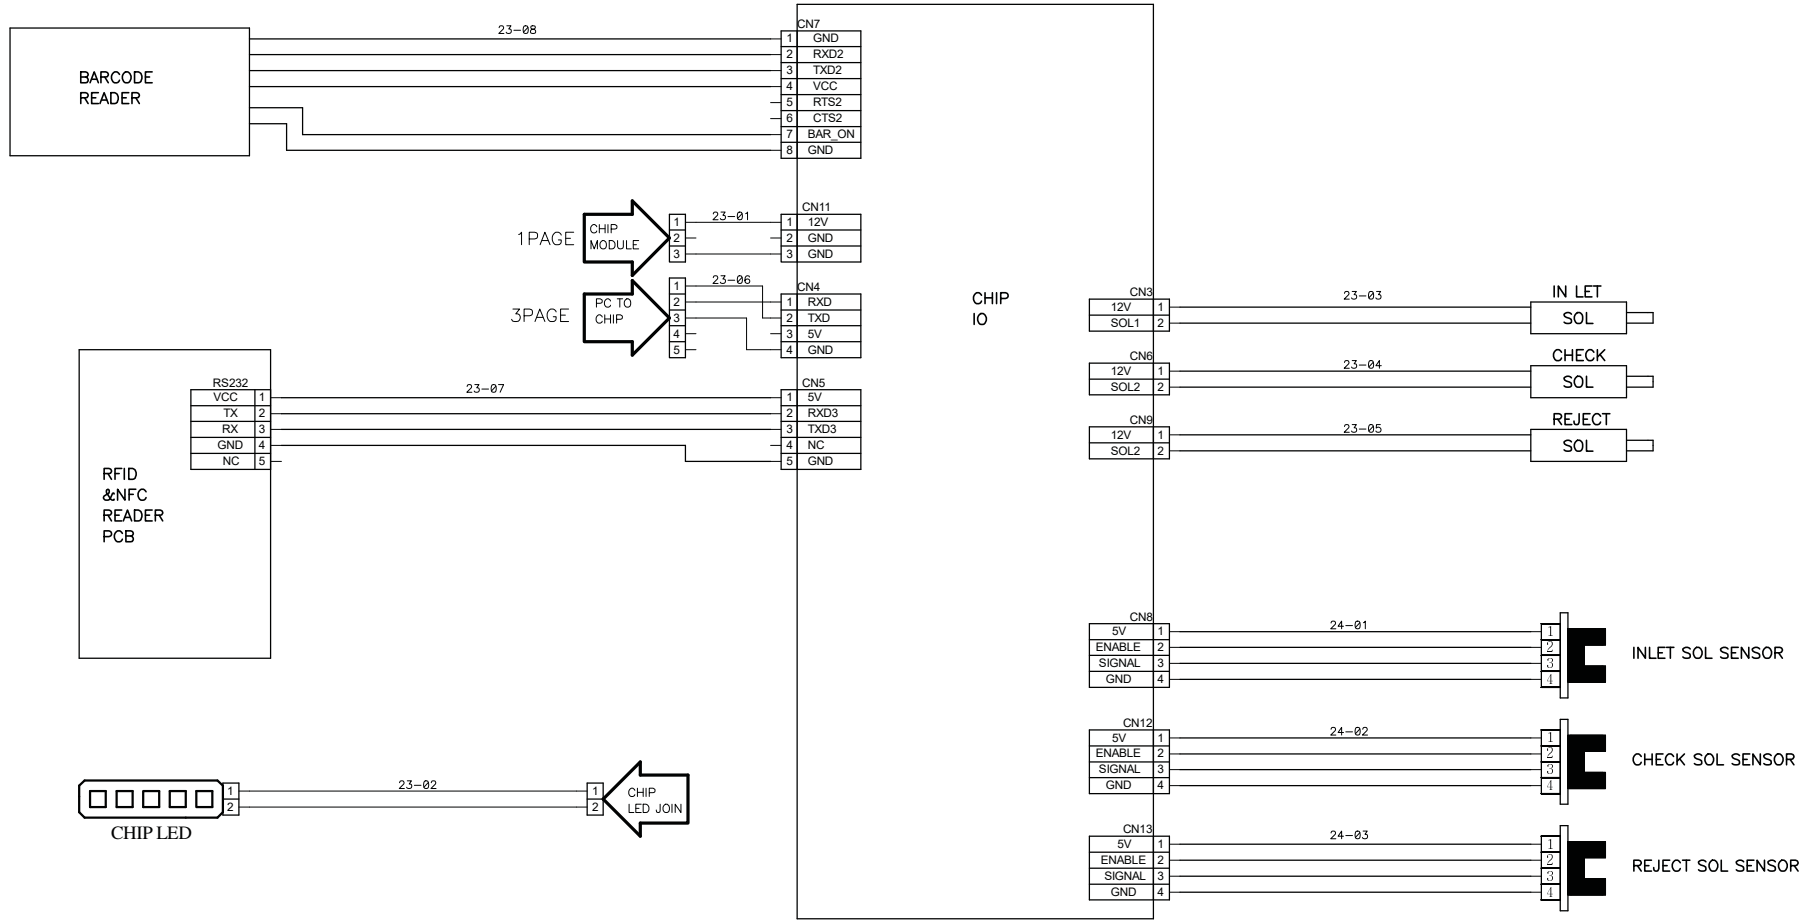 BARCODE
READER
23-08
CN7
1 GND
2 RXD2
3 TXD2
4 VCC
5 RTS2
6 CTS2
7 BAR_ON
8 GND
1PAGE
CHIP
MODULE
1
2
3
23-01
CN11
1 12V
2 GND
3 GND
3PAGE
PC TO
CHIP
1
2
3
4
5
23-06
CN4
1 RXD
2 TXD
3 5V
4 GND
RS232
VCC 1
TX 2
RX 3
GND 4
NC 5
RFID
&NFC
READER
PCB
23-07
CN5
1 5V
2 RXD3
3 TXD3
4 NC
5 GND
CHIP
IO
CN3
12V 1
SOL1 2
23-03
IN LET
SOL
CN6
12V 1
SOL2 2
23-04
CHECK
SOL
CN9
12V 1
SOL2 2
23-05
REJECT
SOL
CN8
5V 1
ENABLE 2
SIGNAL 3
GND 4
24-01
1
2
3
4
INLET SOL SENSOR
CN12
5V 1
ENABLE 2
SIGNAL 3
GND 4
24-02
1
2
3
4
CHECK SOL SENSOR
CN13
5V 1
ENABLE 2
SIGNAL 3
GND 4
24-03
1
2
3
4
REJECT SOL SENSOR
1
2
CHIP LED
23-02
1
2
CHIP
LED JOIN